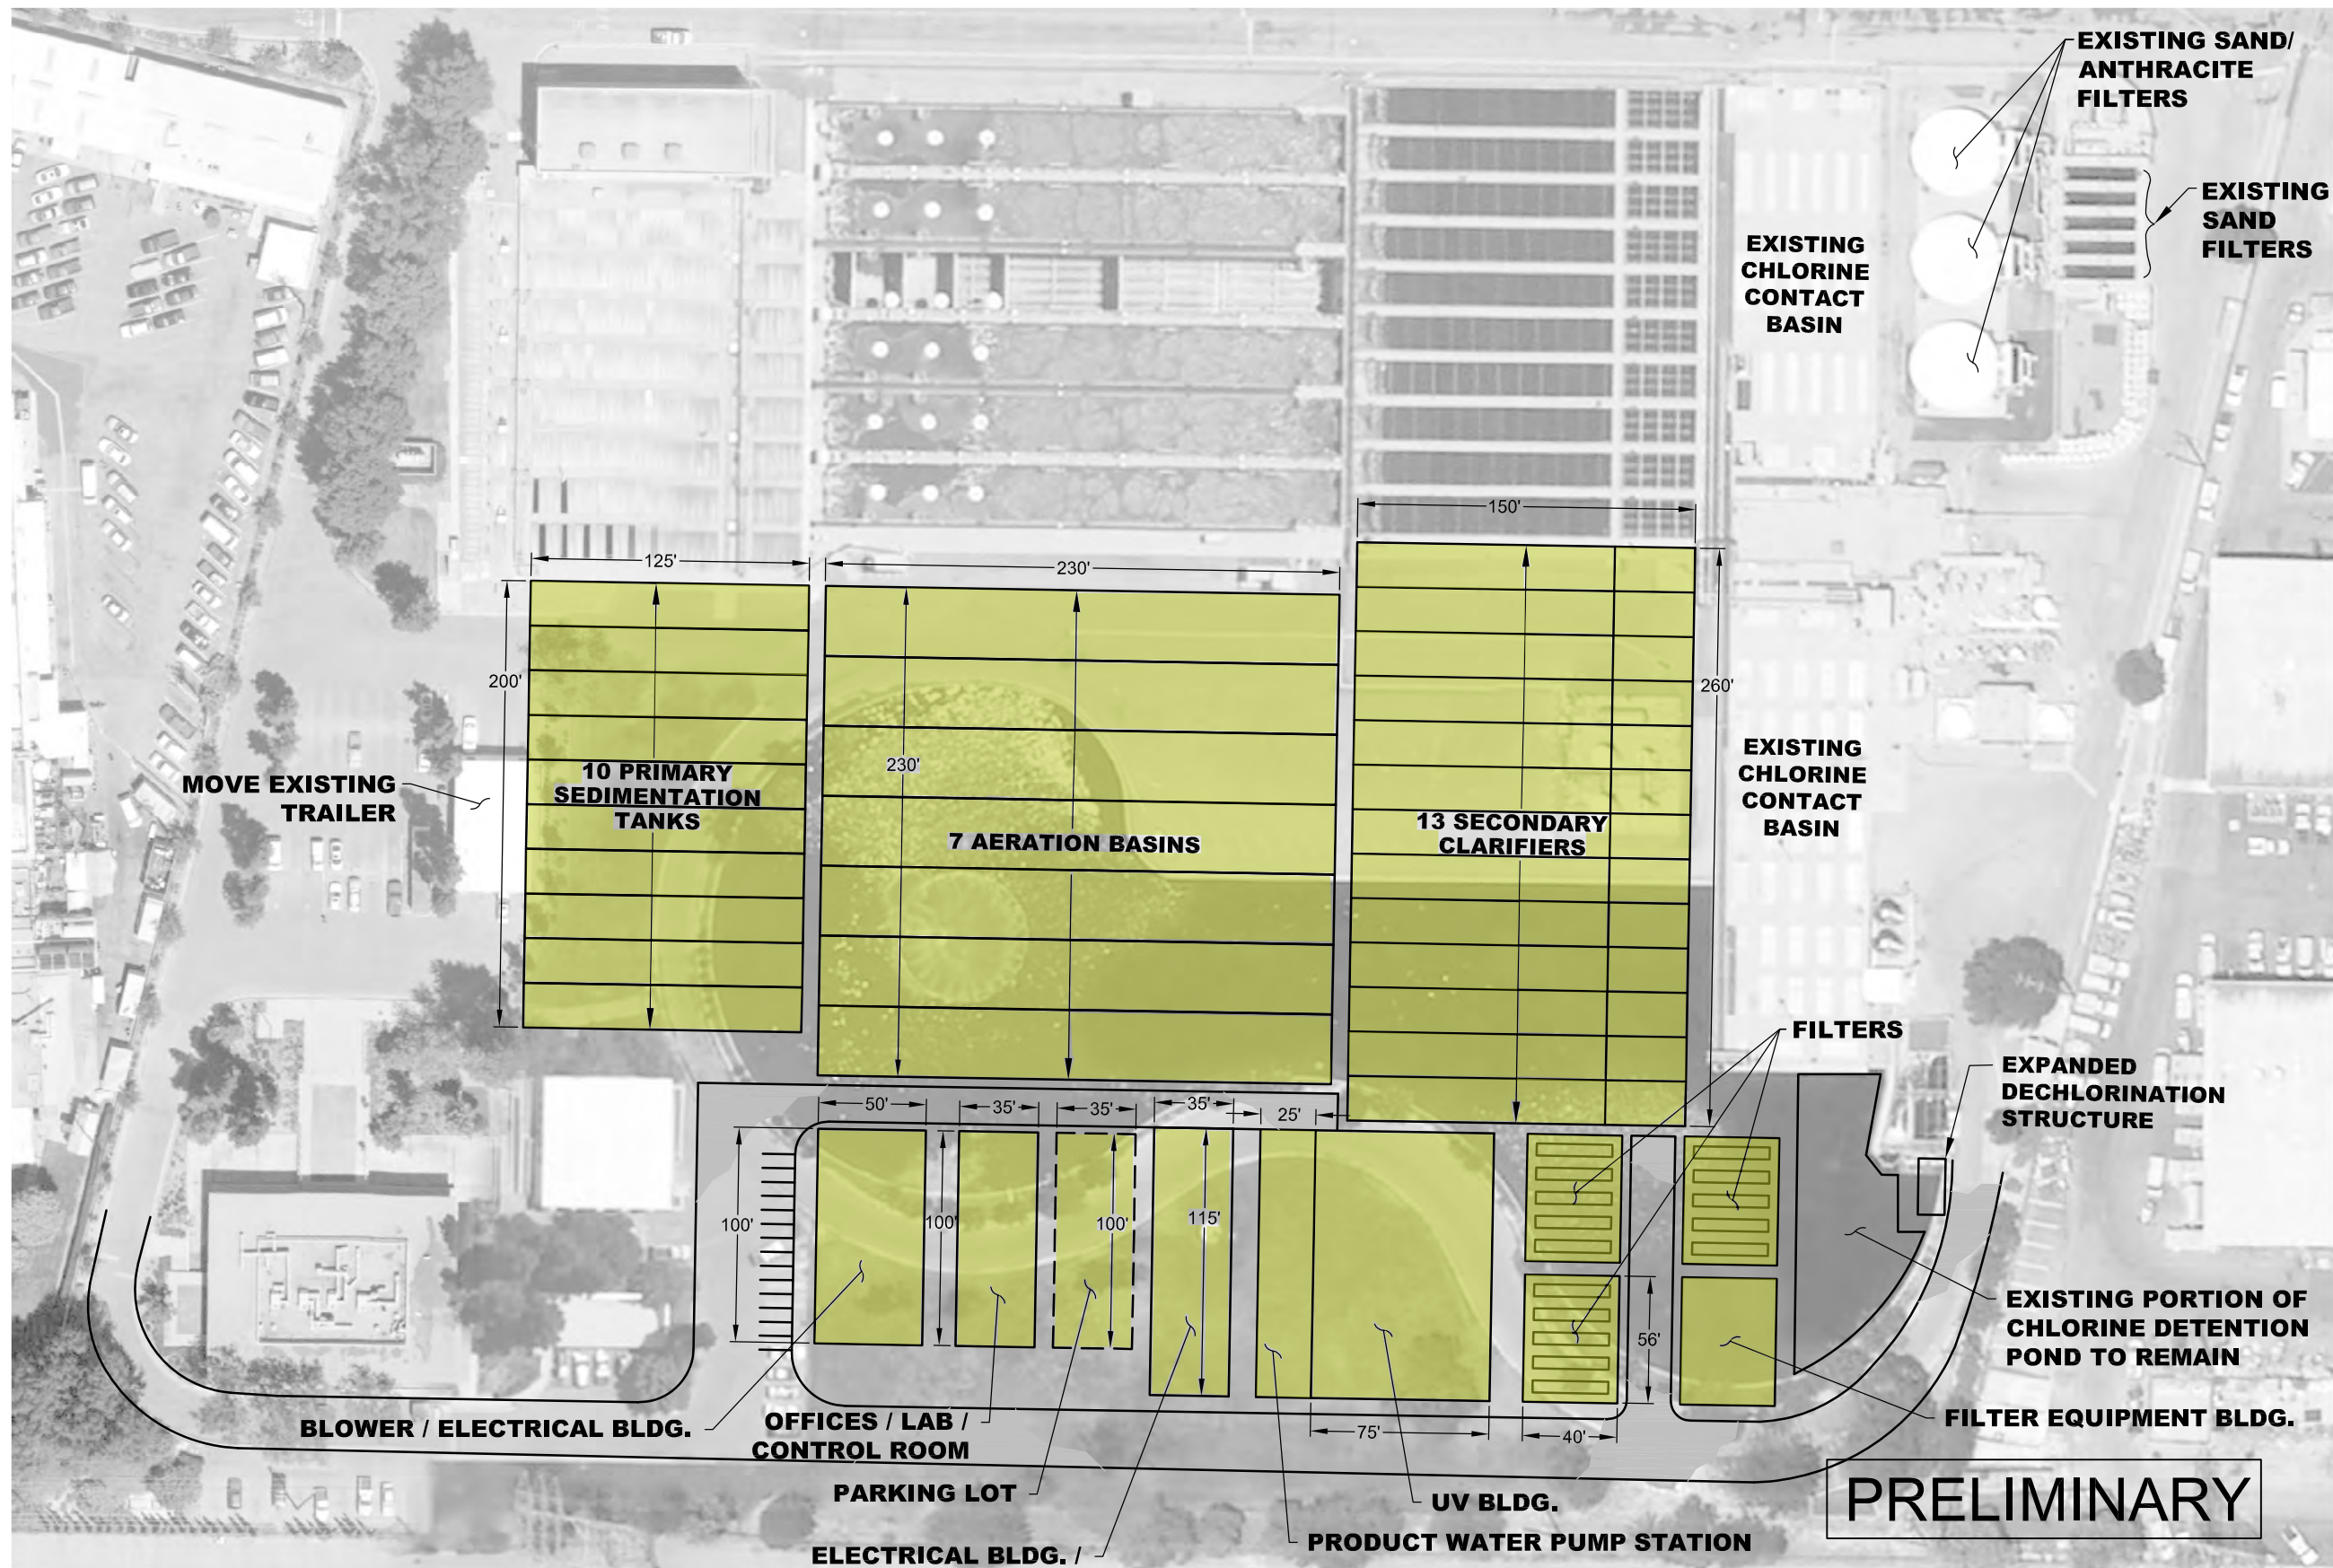 EXISTING SAND/
ANTHRACITE
FILTERS
EXISTING
SAND
FILTERS
EXISTING
CHLORINE
CONTACT
BASIN
150'
125'
230'
200'
260'
230'
MOVE EXISTING
TRAILER
10 PRIMARY
SEDIMENTATION
TANKS
7 AERATION BASINS
13 SECONDARY
CLARIFIERS
EXISTING
CHLORINE
CONTACT
BASIN
FILTERS
EXPANDED
DECHLORINATION
STRUCTURE
50'
35'
35'
35'
25'
100'
100'
100'
115'
56'
75'
40'
EXISTING PORTION OF
CHLORINE DETENTION
POND TO REMAIN
FILTER EQUIPMENT BLDG.
BLOWER / ELECTRICAL BLDG.
OFFICES / LAB /
CONTROL ROOM
PARKING LOT
UV BLDG.
PRODUCT WATER PUMP STATION
ELECTRICAL BLDG. /
PRELIMINARY